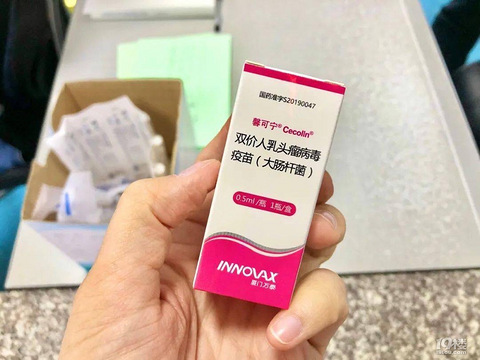 国药准字S20190047
馨可宁® Cecolin®
双价人乳头瘤病毒
疫苗（大肠杆菌）
0.5ml/瓶 1瓶/盒
INNOVAX
厦门万泰